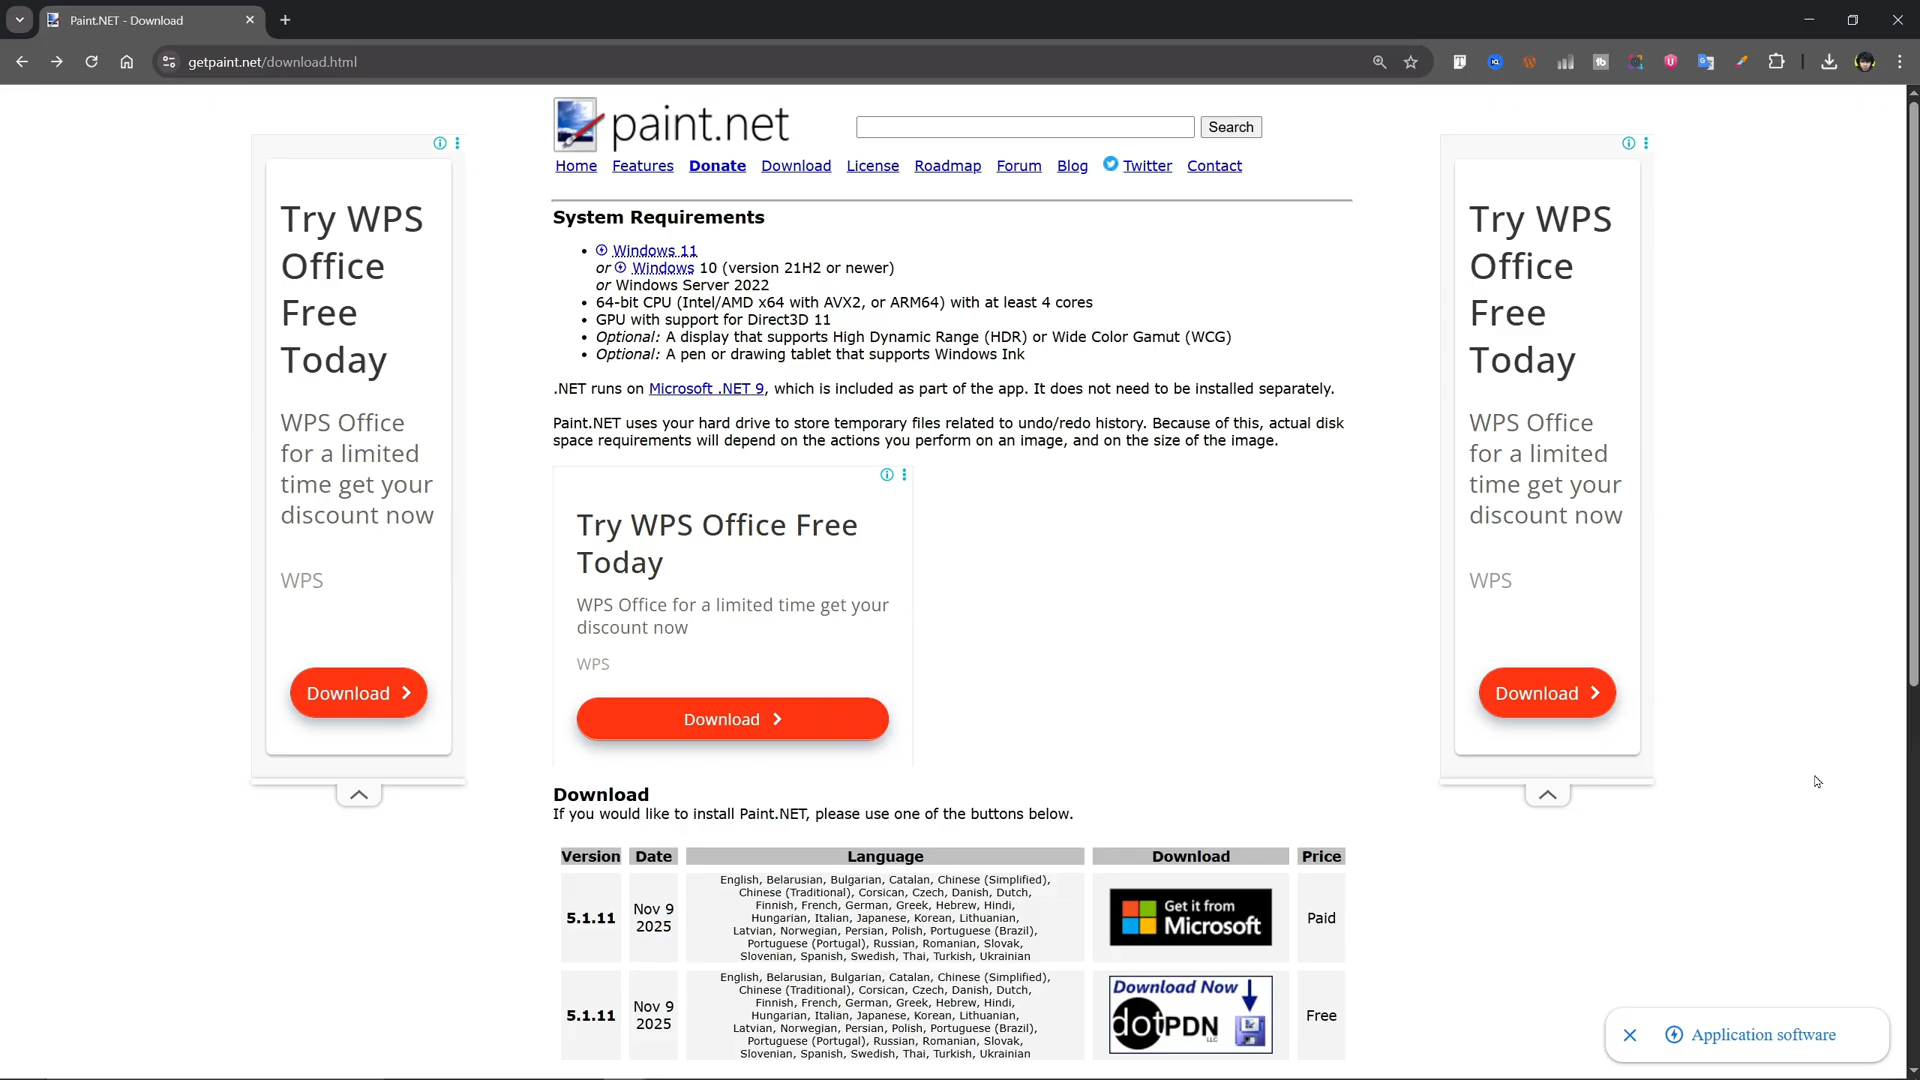 Paint.NET - Download
getpaint.net/download.html
paint.net
Search
Home Features Donate Download License Roadmap Forum Blog Twitter Contact
Try WPS
Office
Free
Today
WPS Office
for a limited
time get your
discount now
WPS
Download
System Requirements
Windows 11
or Windows 10 (version 21H2 or newer)
or Windows Server 2022
64-bit CPU (Intel/AMD x64 with AVX2, or ARM64) with at least 4 cores
GPU with support for Direct3D 11
Optional: A display that supports High Dynamic Range (HDR) or Wide Color Gamut (WCG)
Optional: A pen or drawing tablet that supports Windows Ink
.NET runs on Microsoft .NET 9, which is included as part of the app. It does not need to be installed separately.
Paint.NET uses your hard drive to store temporary files related to undo/redo history. Because of this, actual disk
space requirements will depend on the actions you perform on an image, and on the size of the image.
Try WPS Office Free
Today
WPS Office for a limited time get your
discount now
WPS
Download
Try WPS
Office
Free
Today
WPS Office
for a limited
time get your
discount now
WPS
Download
Download
If you would like to install Paint.NET, please use one of the buttons below.
Version Date Language Download Price
5.1.11
Nov 9
2025
English, Belarusian, Bulgarian, Catalan, Chinese (Simplified),
Chinese (Traditional), Corsican, Czech, Danish, Dutch,
Finnish, French, German, Greek, Hebrew, Hindi,
Hungarian, Italian, Japanese, Korean, Lithuanian,
Latvian, Norwegian, Persian, Polish, Portuguese (Brazil),
Portuguese (Portugal), Russian, Romanian, Slovak,
Slovenian, Spanish, Swedish, Thai, Turkish, Ukrainian
Get it from
Microsoft
Paid
5.1.11
Nov 9
2025
English, Belarusian, Bulgarian, Catalan, Chinese (Simplified),
Chinese (Traditional), Corsican, Czech, Danish, Dutch,
Finnish, French, German, Greek, Hebrew, Hindi,
Hungarian, Italian, Japanese, Korean, Lithuanian,
Latvian, Norwegian, Persian, Polish, Portuguese (Brazil),
Portuguese (Portugal), Russian, Romanian, Slovak,
Slovenian, Spanish, Swedish, Thai, Turkish, Ukrainian
Download Now
dotPDN LLC
Free
Application software